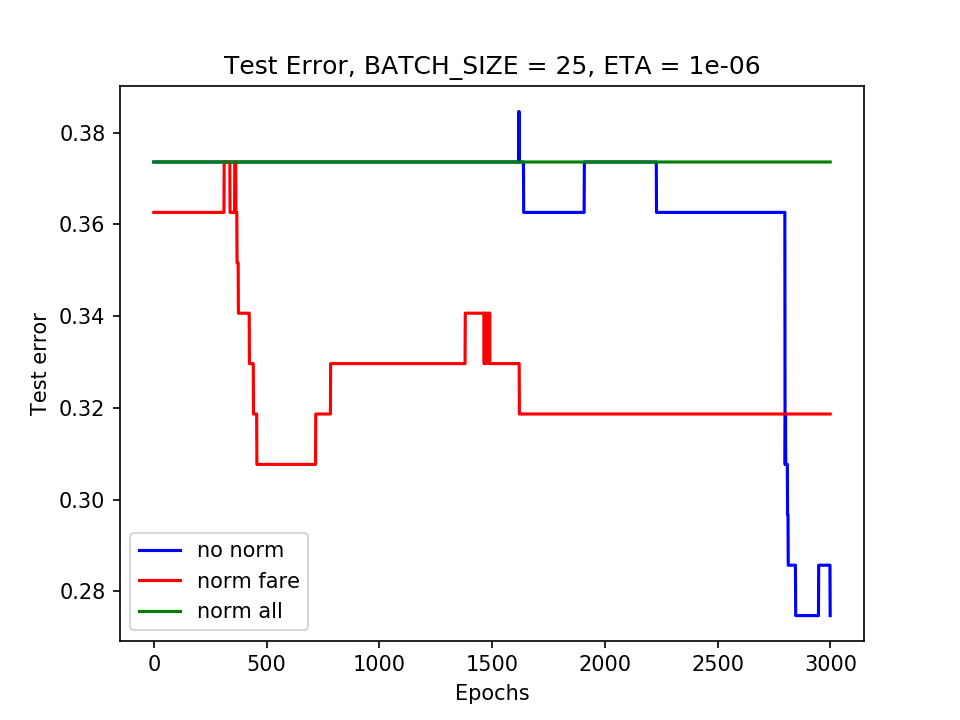 Test Error, BATCH_SIZE = 25, ETA = 1e-06
Test error
0.38
0.36
0.34
0.32
0.30
0.28
no norm
norm fare
norm all
0 500 1000 1500 2000 2500 3000
Epochs